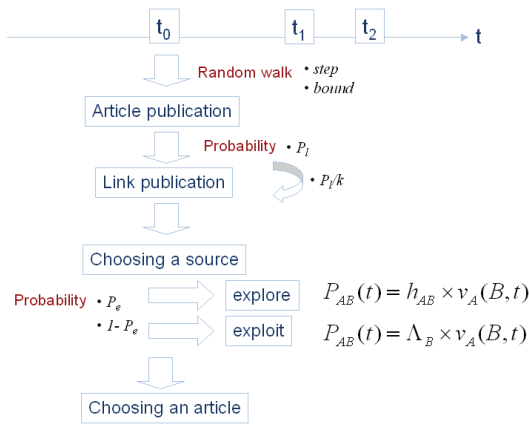 t0 t1 t2
t
Random walk • step
• bound
Article publication
Probability • Pl
Link publication
• Pl/k
Choosing a source
Probability • Pe
• 1- Pe
explore
PAB(t) = hAB × vA(B,t)
exploit
PAB(t) = ΛB × vA(B,t)
Choosing an article